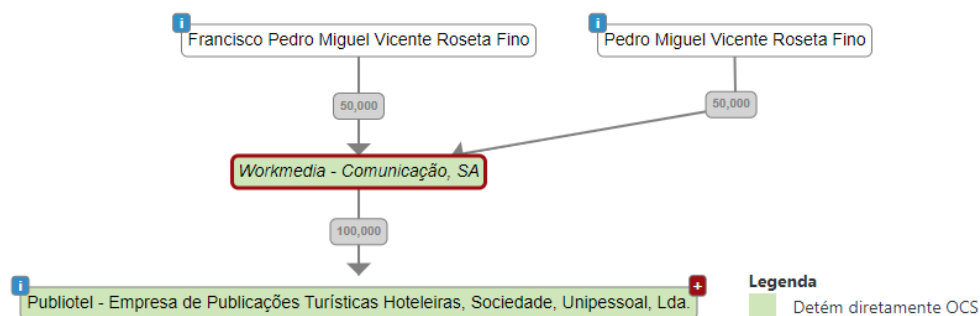 i
i
Francisco Pedro Miguel Vicente Roseta Fino
Pedro Miguel Vicente Roseta Fino
50,000
50,000
Workmedia - Comunicação, SA
100,000
i
+
Publiotel - Empresa de Publicações Turísticas Hoteleiras, Sociedade, Unipessoal, Lda.
Legenda
Detém diretamente OCS